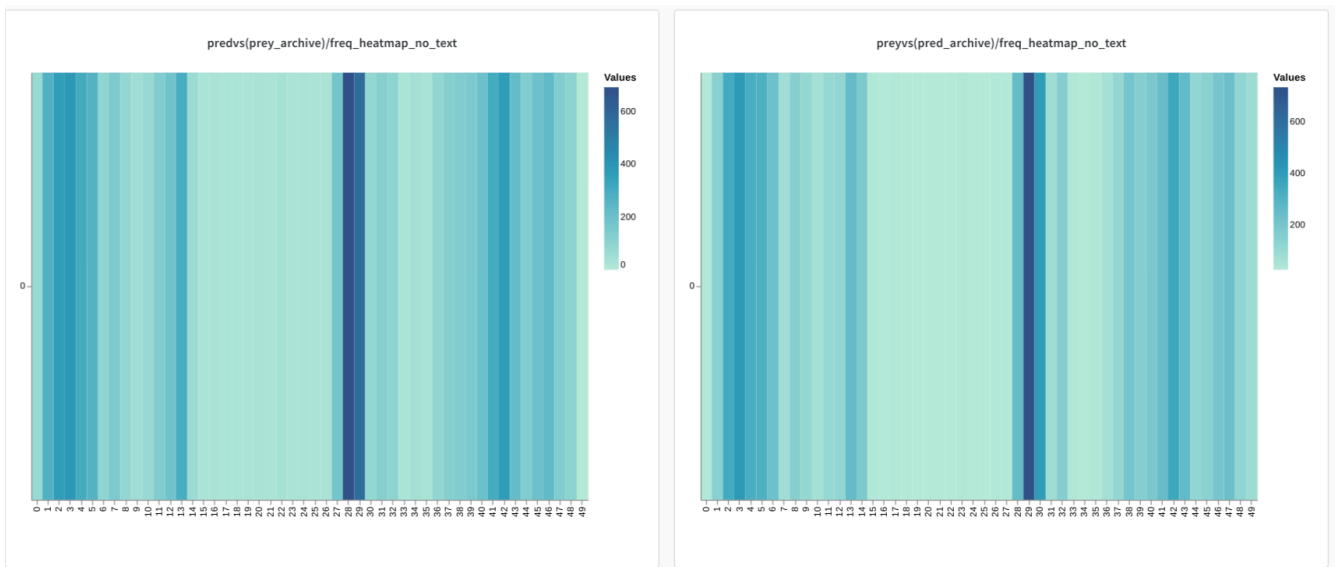 predvs(prey_archive)/freq_heatmap_no_text
Values
600
400
200
0
0
0 1 2 3 4 5 6 7 8 9 10 11 12 13 14 15 16 17 18 19 20 21 22 23 24 25 26 27 28 29 30 31 32 33 34 35 36 37 38 39 40 41 42 43 44 45 46 47 48 49
preyvs(pred_archive)/freq_heatmap_no_text
Values
600
400
200
0
0 1 2 3 4 5 6 7 8 9 10 11 12 13 14 15 16 17 18 19 20 21 22 23 24 25 26 27 28 29 30 31 32 33 34 35 36 37 38 39 40 41 42 43 44 45 46 47 48 49